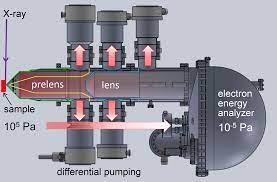 X-ray
prelens
lens
sample
10⁵ Pa
electron
energy
analyzer
10⁻⁵ Pa
differential pumping